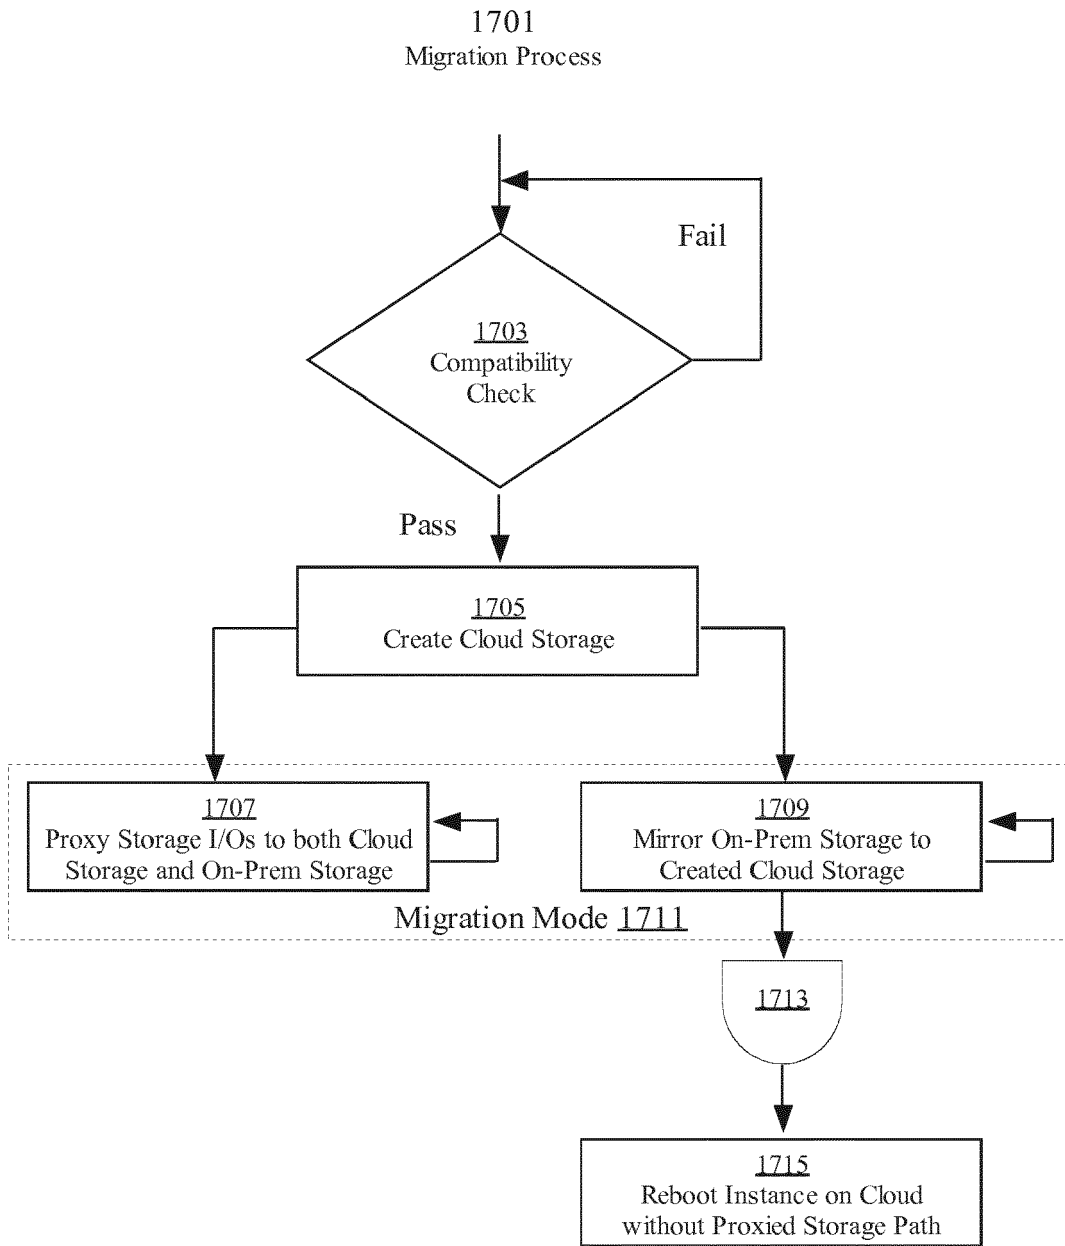 1701
Migration Process
Fail
1703
Compatibility
Check
Pass
1705
Create Cloud Storage
1707
Proxy Storage I/Os to both Cloud
Storage and On-Prem Storage
1709
Mirror On-Prem Storage to
Created Cloud Storage
Migration Mode 1711
1713
1715
Reboot Instance on Cloud
without Proxied Storage Path